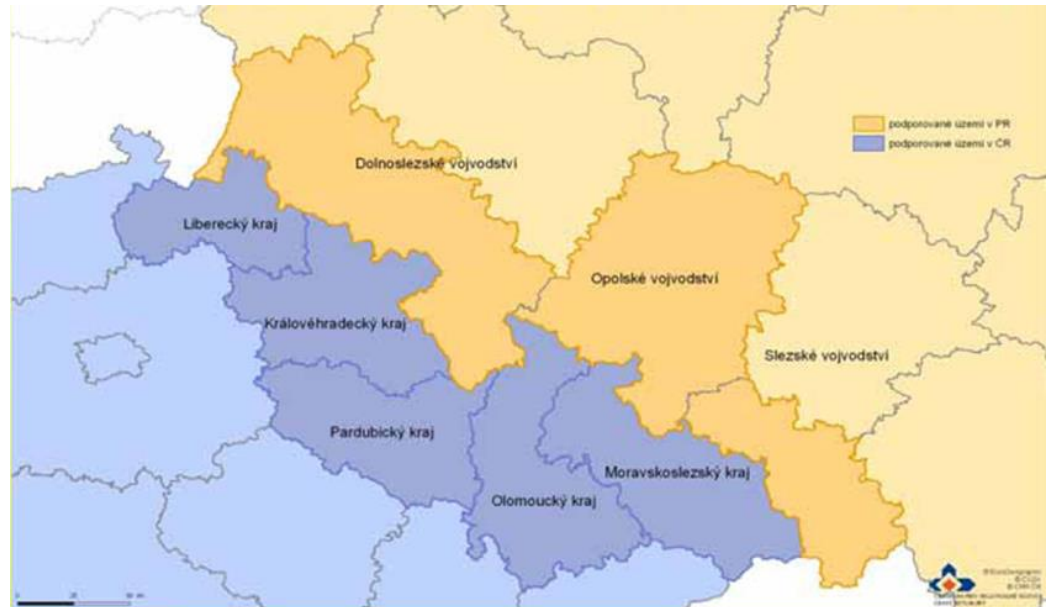 podporované území v PR
podporované území v ČR
Dolnoslezské vojvodství
Liberecký kraj
Opolské vojvodství
Královéhradecký kraj
Slezské vojvodství
Pardubický kraj
Moravskoslezský kraj
Olomoucký kraj